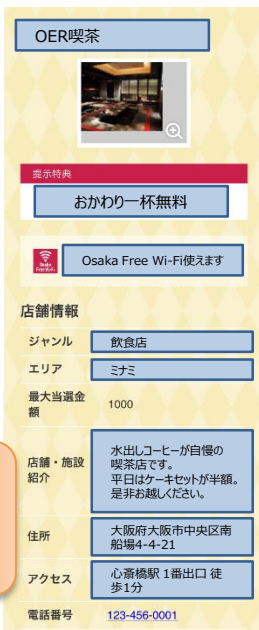 OER喫茶
提示特典
おかわり一杯無料
Osaka Free Wi-Fi
Osaka Free Wi-Fi使えます
店舗情報
ジャンル
飲食店
エリア
ミナミ
最大当選金
額
1000
店舗・施設
紹介
水出しコーヒーが自慢の
喫茶店です。
平日はケーキセットが半額。
是非お越しください。
住所
大阪府大阪市中央区南
船場4-4-21
アクセス
心斎橋駅 1番出口 徒
歩1分
電話番号
123-456-0001